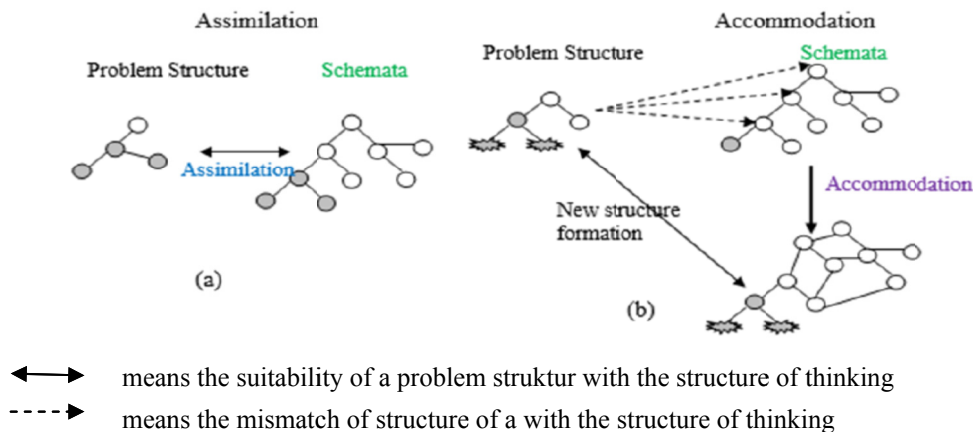 Assimilation
Problem Structure
Schemata
Assimilation
(a)
Accommodation
Problem Structure
Schemata
Accommodation
New structure
formation
(b)
means the suitability of a problem struktur with the structure of thinking
means the mismatch of structure of a with the structure of thinking